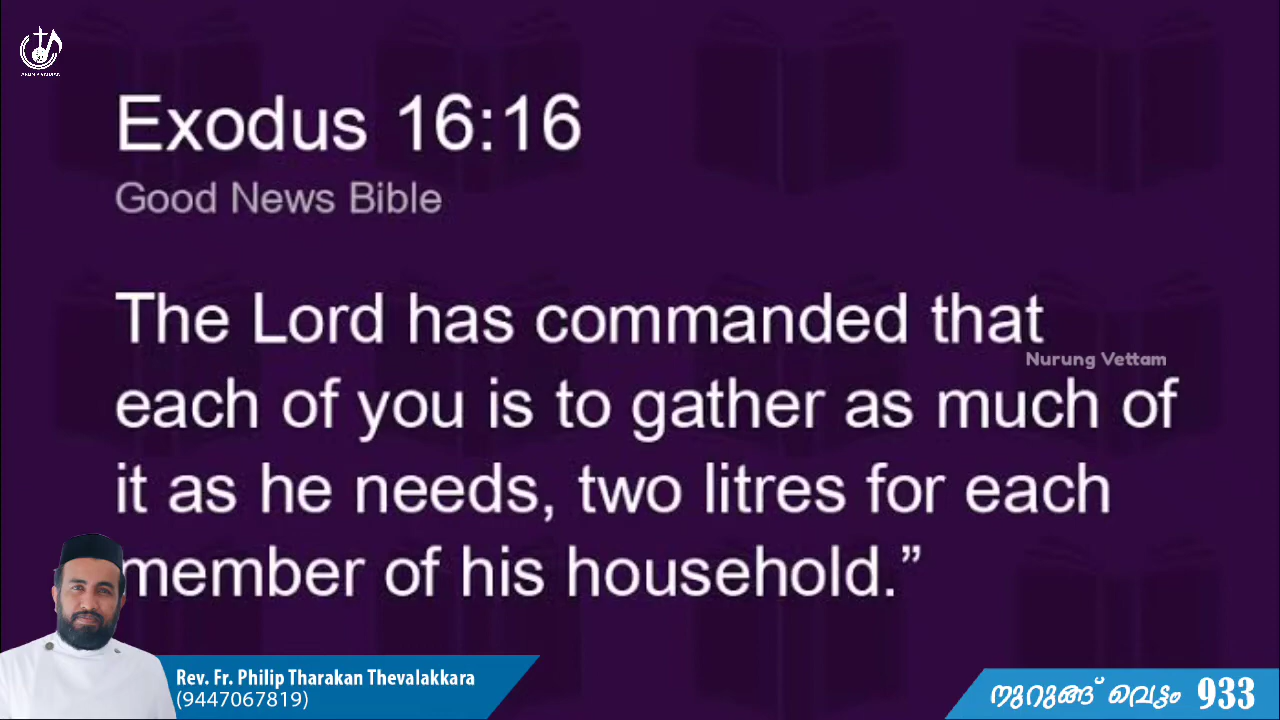 Exodus 16:16
Good News Bible
The Lord has commanded that
Nurung Vettam
each of you is to gather as much of
it as he needs, two litres for each
member of his household.”
Rev. Fr. Philip Tharakan Thevalakkara
(9447067819)
നുറുങ്ങ് വെട്ടം 933